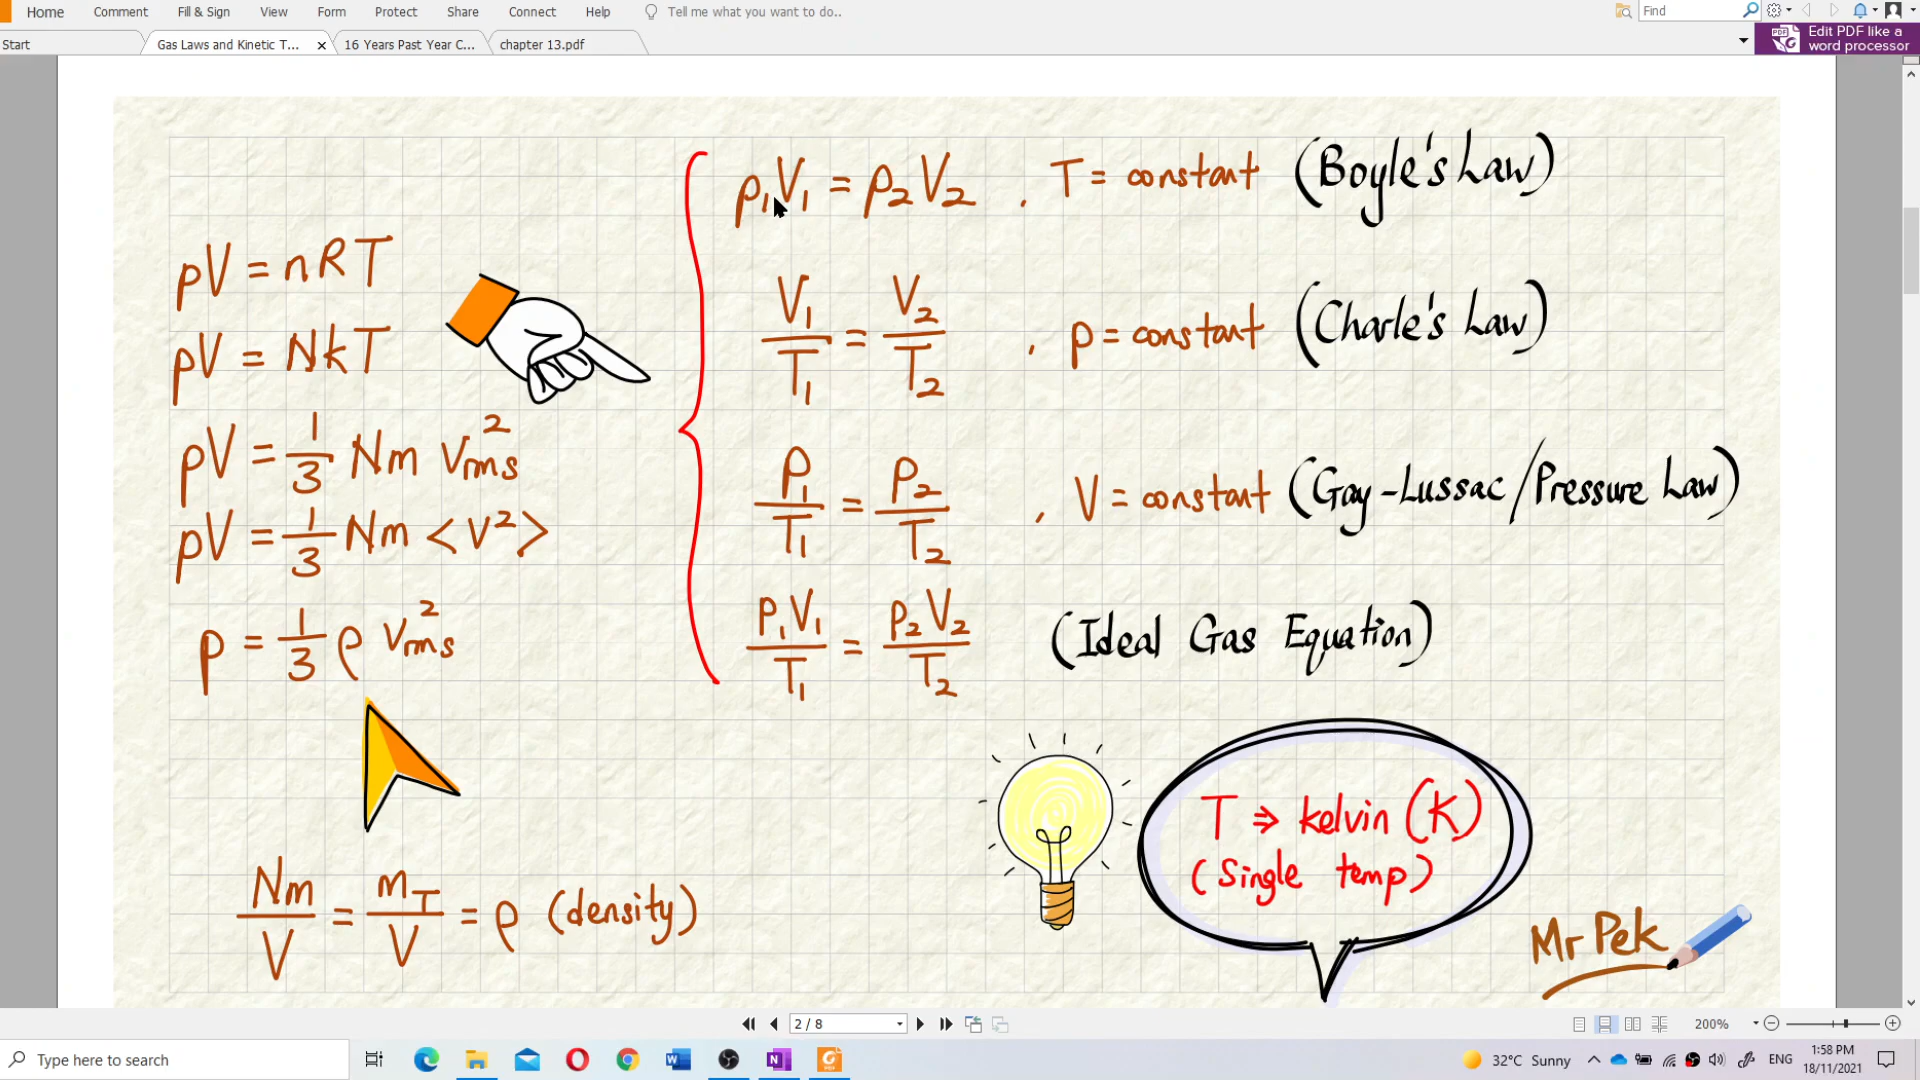 Home Comment Fill & Sign View Form Protect Share Connect Help Tell me what you want to do.. Find
Start Gas Laws and Kinetic T... 16 Years Past Year C... chapter 13.pdf
Edit PDF like a
word processor
p₁V₁ = p₂V₂ , T = constant (Boyle's Law)
pV = nRT
pV = NkT
V₁/T₁ = V₂/T₂ , p = constant (Charle's Law)
pV = 1/3 Nm Vrms²
pV = 1/3 Nm <V²>
P₁/T₁ = P₂/T₂ , V = constant (Gay-Lussac/Pressure Law)
p = 1/3 ρ Vrms²
P₁V₁/T₁ = P₂V₂/T₂ (Ideal Gas Equation)
T ⇒ kelvin (K)
(Single temp)
Nm/V = m_T/V = ρ (density)
Mr Pek
2 / 8 200%
Type here to search 32°C Sunny ENG 1:58 PM
18/11/2021